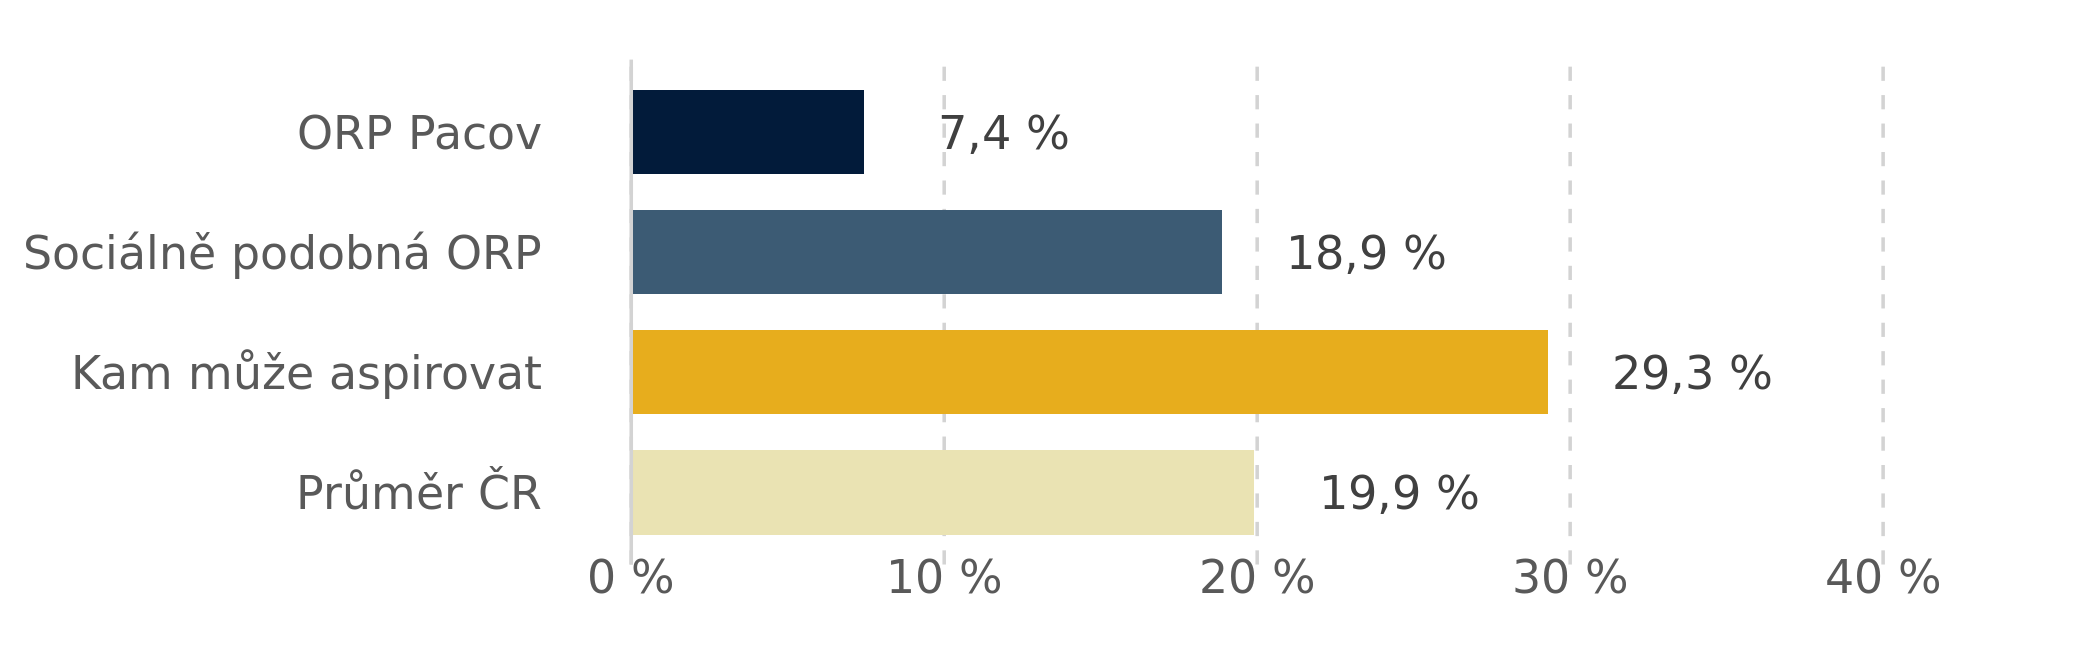 ORP Pacov 7,4 %
Sociálně podobná ORP 18,9 %
Kam může aspirovat 29,3 %
Průměr ČR 19,9 %
0 % 10 % 20 % 30 % 40 %